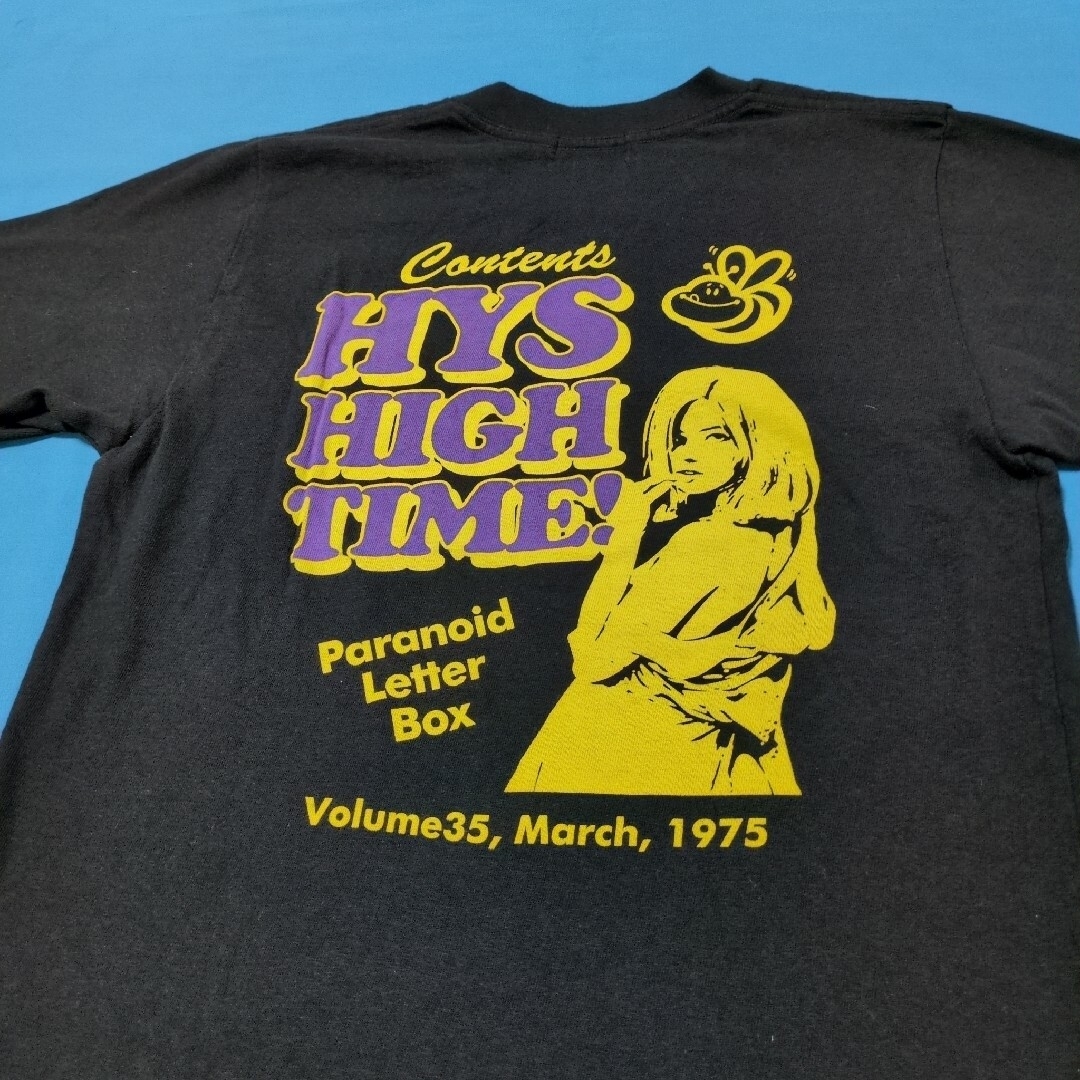 Contents
HYS
HIGH
TIME!
Paranoid
Letter
Box
Volume35, March, 1975